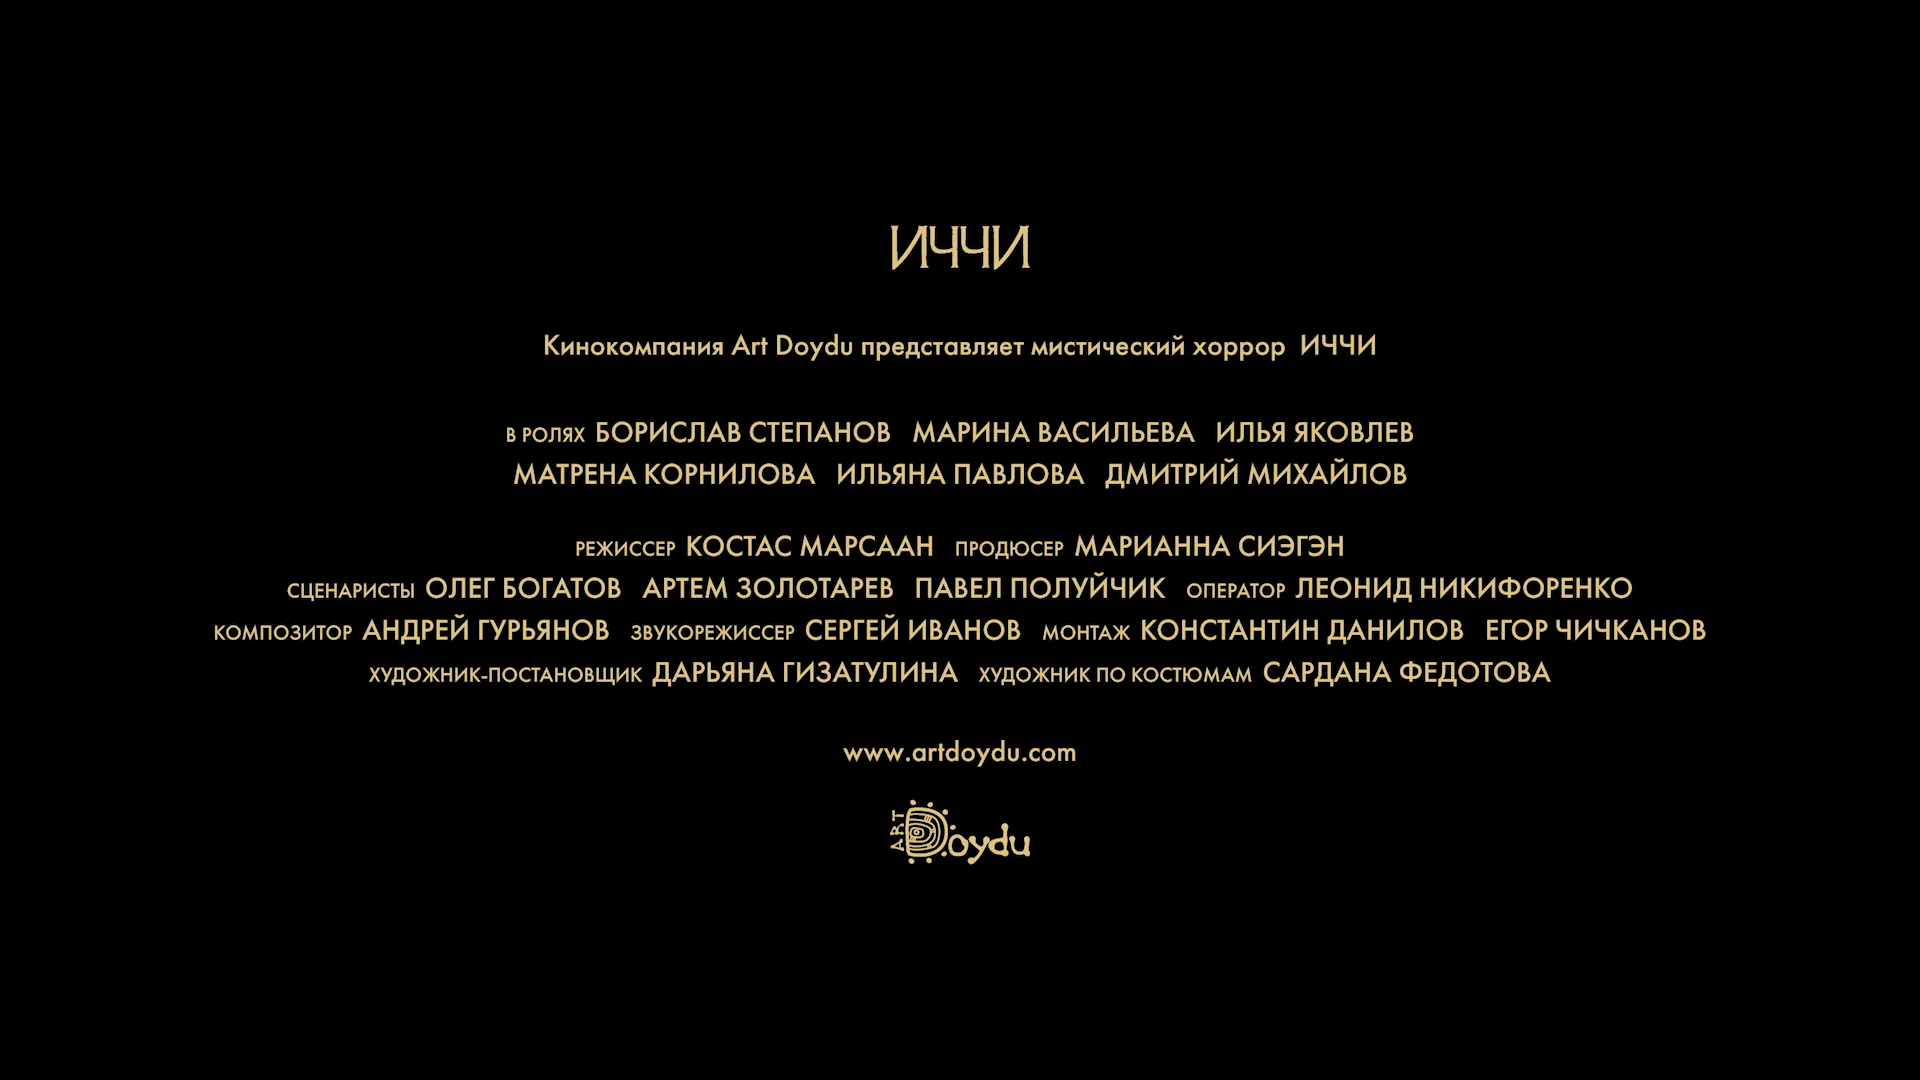 ИЧЧИ
Кинокомпания Art Doydu представляет мистический хоррор ИЧЧИ
В РОЛЯХ БОРИСЛАВ СТЕПАНОВ МАРИНА ВАСИЛЬЕВА ИЛЬЯ ЯКОВЛЕВ
МАТРЕНА КОРНИЛОВА ИЛЬЯНА ПАВЛОВА ДМИТРИЙ МИХАЙЛОВ
РЕЖИССЕР КОСТАС МАРСААН ПРОДЮСЕР МАРИАННА СИЭГЭН
СЦЕНАРИСТЫ ОЛЕГ БОГАТОВ АРТЕМ ЗОЛОТАРЕВ ПАВЕЛ ПОЛУЙЧИК ОПЕРАТОР ЛЕОНИД НИКИФОРЕНКО
КОМПОЗИТОР АНДРЕЙ ГУРЬЯНОВ ЗВУКОРЕЖИССЕР СЕРГЕЙ ИВАНОВ МОНТАЖ КОНСТАНТИН ДАНИЛОВ ЕГОР ЧИЧКАНОВ
ХУДОЖНИК-ПОСТАНОВЩИК ДАРЬЯНА ГИЗАТУЛИНА ХУДОЖНИК ПО КОСТЮМАМ САРДАНА ФЕДОТОВА
www.artdoydu.com
ART Doydu